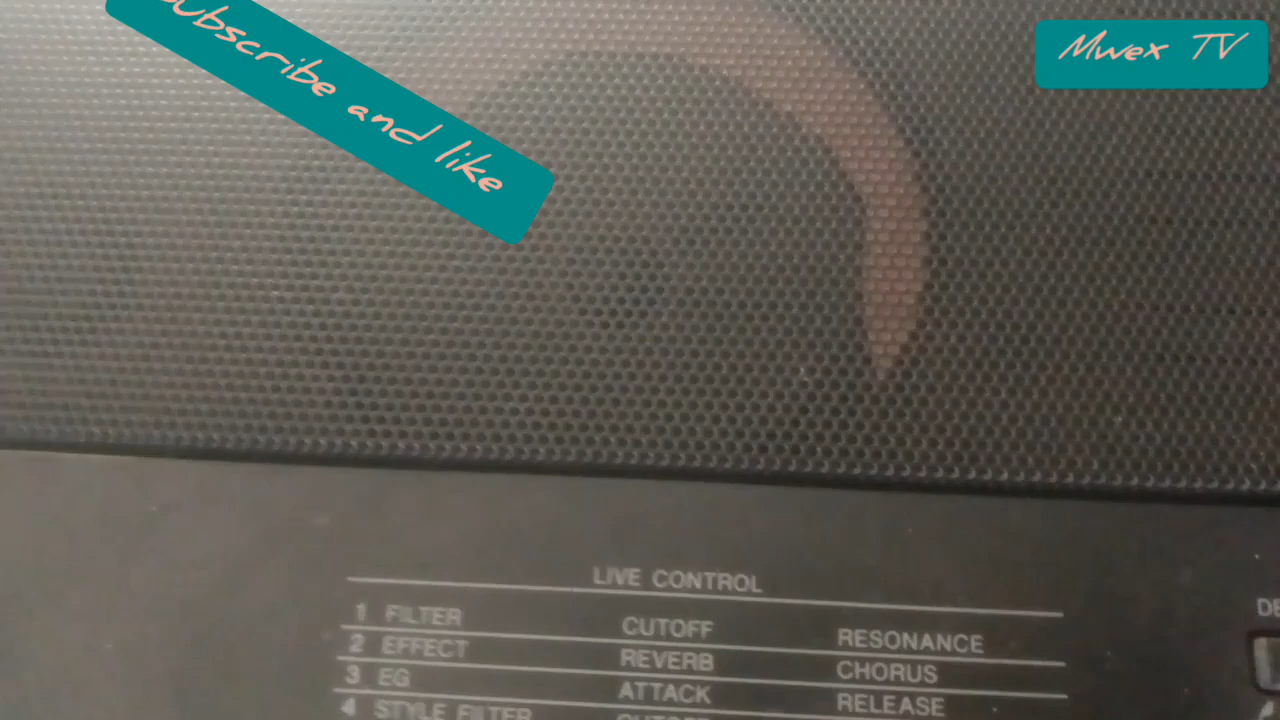 Subscribe and like
Mwex TV
LIVE CONTROL
1 FILTER CUTOFF RESONANCE
2 EFFECT REVERB CHORUS
3 EG ATTACK RELEASE
4 STYLE FILTER CUTOFF